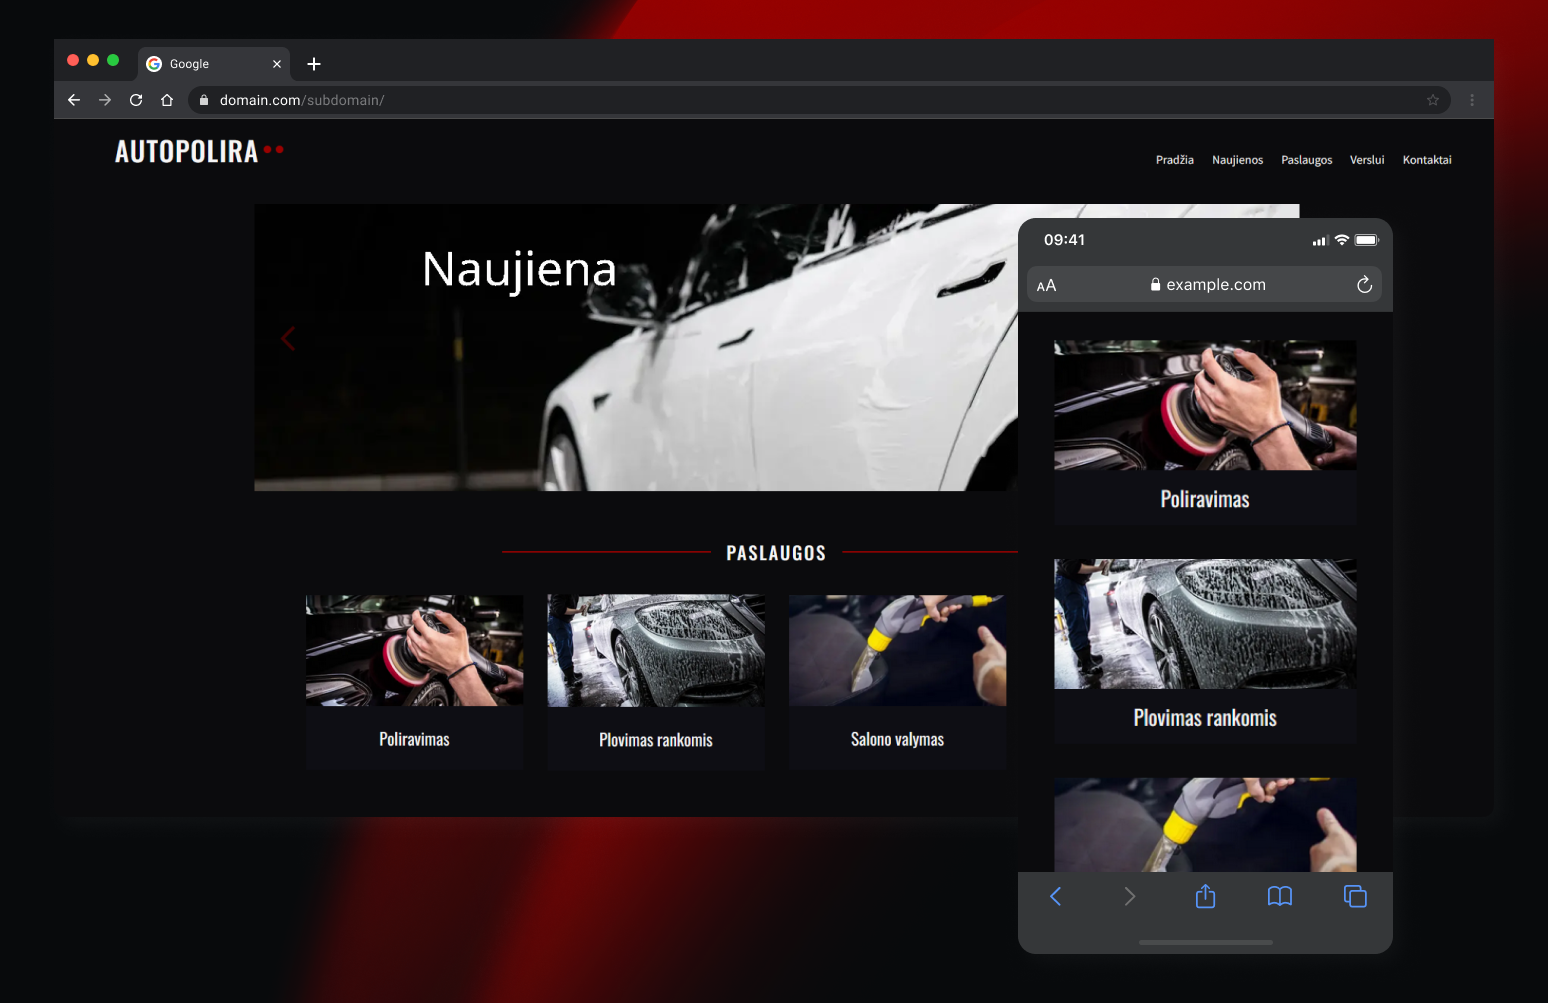 Google
domain.com/subdomain/
AUTOPOLIRA
Pradžia Naujienos Paslaugos Verslui Kontaktai
Naujiena
PASLAUGOS
Poliravimas
Plovimas rankomis
Salono valymas
09:41
AA
example.com
Poliravimas
Plovimas rankomis